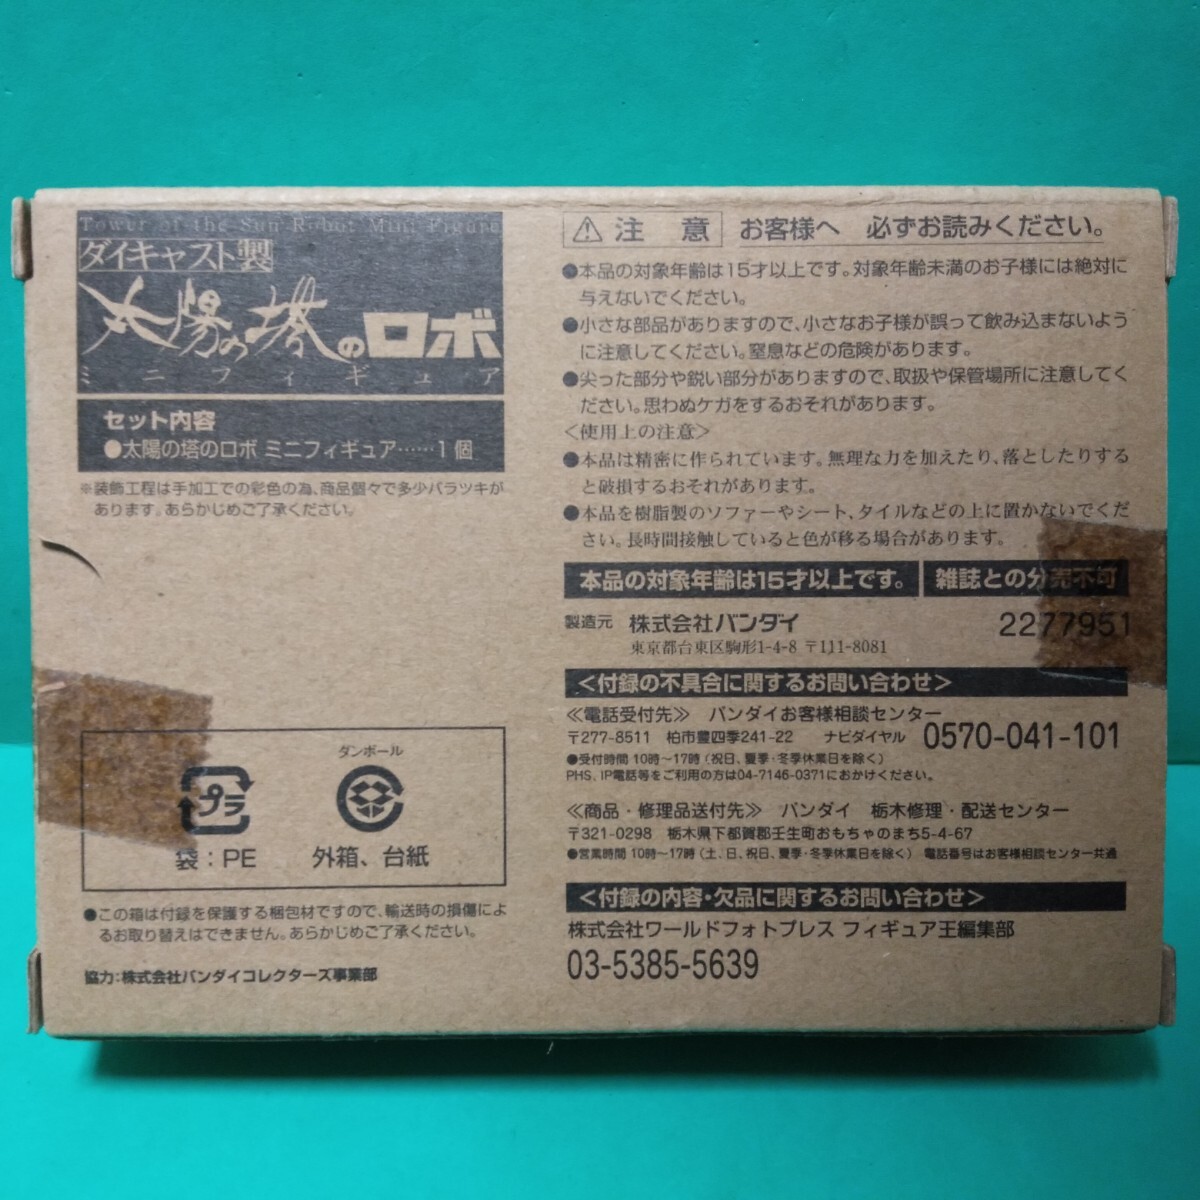 Tower of the Sun Robot Mini Figure
ダイキャスト製
太陽の塔のロボ
ミニフィギュア
セット内容
●太陽の塔のロボ ミニフィギュア……1個
※装飾工程は手加工での彩色の為、商品個々で多少バラツキが
あります。あらかじめご了承ください。
プラ
袋：PE
ダンボール
外箱、台紙
●この箱は付録を保護する梱包材ですので、輸送時の損傷によ
るお取り替えはできません。あらかじめご了承ください。
協力：株式会社バンダイコレクターズ事業部
⚠注 意 お客様へ 必ずお読みください。
●本品の対象年齢は15才以上です。対象年齢未満のお子様には絶対に
与えないでください。
●小さな部品がありますので、小さなお子様が誤って飲み込まないよう
に注意してください。窒息などの危険があります。
●尖った部分や鋭い部分がありますので、取扱や保管場所に注意してく
ださい。思わぬケガをするおそれがあります。
＜使用上の注意＞
●本品は精密に作られています。無理な力を加えたり、落としたりする
と破損するおそれがあります。
●本品を樹脂製のソファーやシート、タイルなどの上に置かないでくだ
さい。長時間接触していると色が移る場合があります。
本品の対象年齢は15才以上です。 雑誌との分売不可
製造元 株式会社バンダイ 2277951
東京都台東区駒形1-4-8 〒111-8081
＜付録の不具合に関するお問い合わせ＞
≪電話受付先≫ バンダイお客様相談センター
〒277-8511 柏市豊四季241-22 ナビダイヤル 0570-041-101
●受付時間 10時〜17時（祝日、夏季・冬季休業日を除く）
PHS、IP電話等をご利用の方は04-7146-0371におかけください。
≪商品・修理品送付先≫ バンダイ 栃木修理・配送センター
〒321-0298 栃木県下都賀郡壬生町おもちゃのまち5-4-67
●営業時間 10時〜17時（土、日、祝日、夏季・冬季休業日を除く） 電話番号はお客様相談センター共通
＜付録の内容・欠品に関するお問い合わせ＞
株式会社ワールドフォトプレス フィギュア王編集部
03-5385-5639